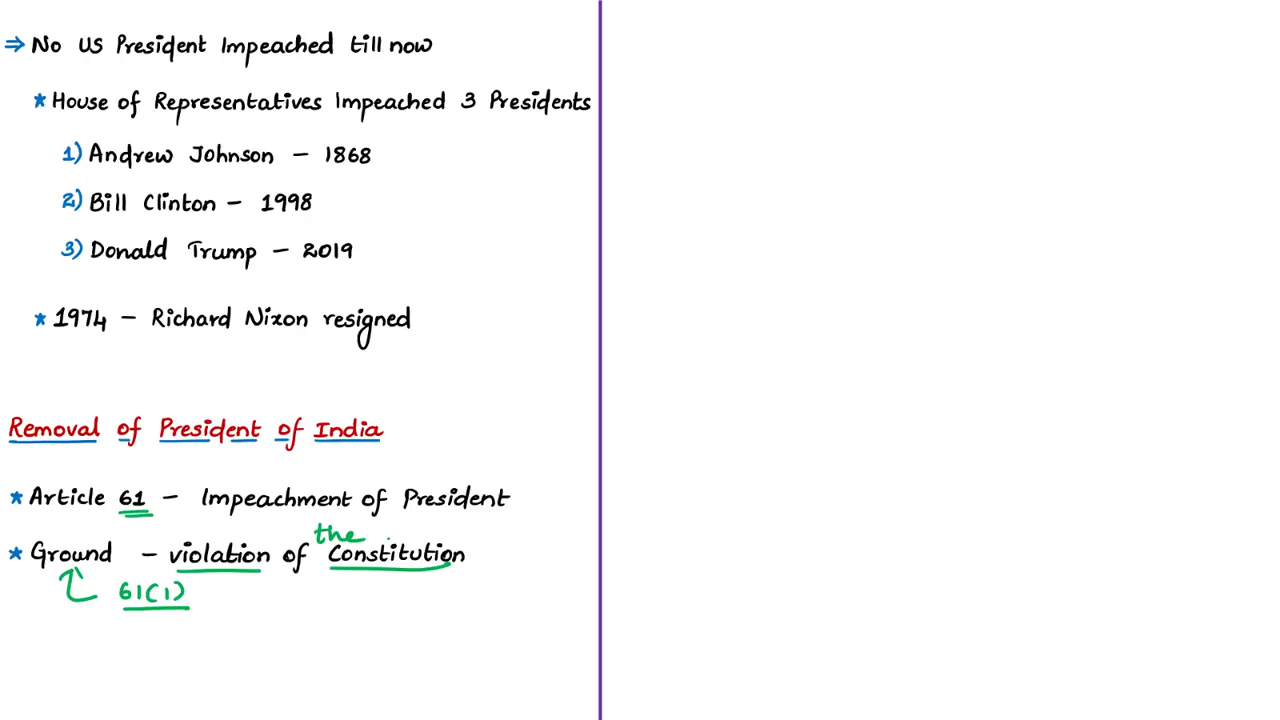 ⇒ No US President Impeached till now
* House of Representatives Impeached 3 Presidents
1) Andrew Johnson – 1868
2) Bill Clinton – 1998
3) Donald Trump – 2019
* 1974 – Richard Nixon resigned
Removal of President of India
* Article 61 – Impeachment of President
the
* Ground – violation of Constitution
61(1)